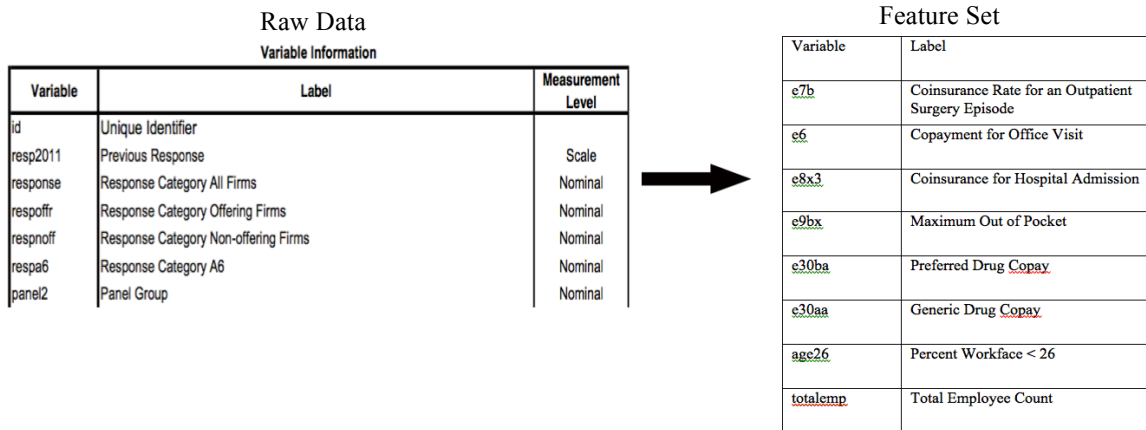 Raw Data
Variable Information
Variable Label Measurement Level
id Unique Identifier
resp2011 Previous Response Scale
response Response Category All Firms Nominal
respoffr Response Category Offering Firms Nominal
respnoff Response Category Non-offering Firms Nominal
respa6 Response Category A6 Nominal
panel2 Panel Group Nominal
Feature Set
Variable Label
e7b Coinsurance Rate for an Outpatient
Surgery Episode
e6 Copayment for Office Visit
e8x3 Coinsurance for Hospital Admission
e9bx Maximum Out of Pocket
e30ba Preferred Drug Copay
e30aa Generic Drug Copay
age26 Percent Workface < 26
totalemp Total Employee Count